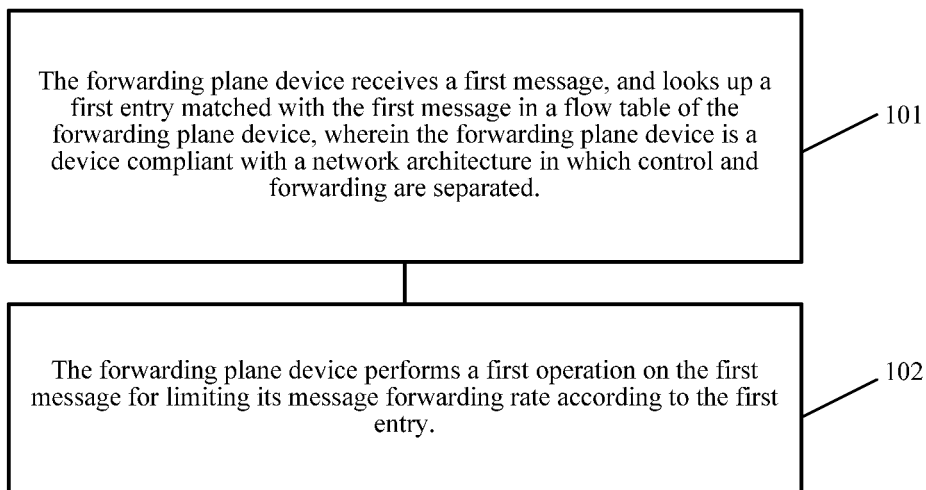 The forwarding plane device receives a first message, and looks up a
first entry matched with the first message in a flow table of the
forwarding plane device, wherein the forwarding plane device is a
device compliant with a network architecture in which control and
forwarding are separated.
101
The forwarding plane device performs a first operation on the first
message for limiting its message forwarding rate according to the first
entry.
102